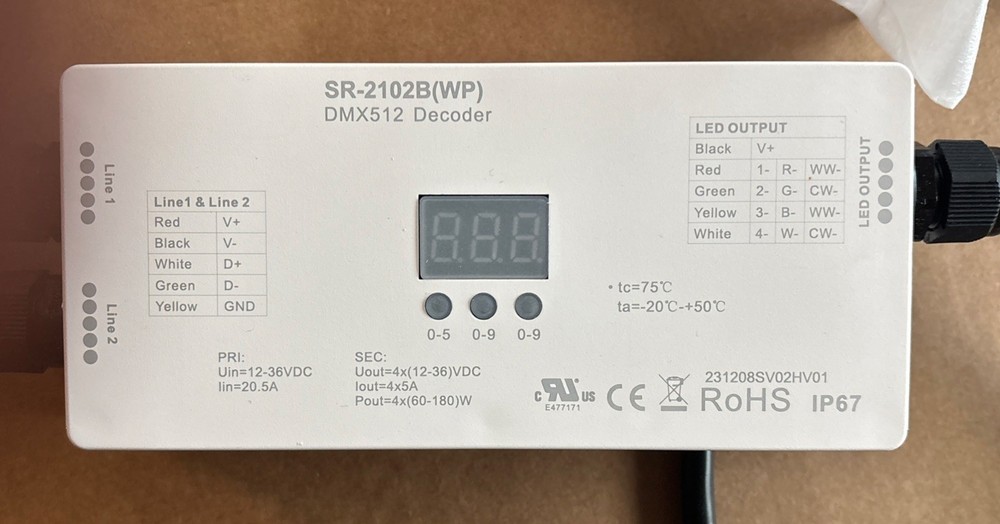 SR-2102B(WP)
DMX512 Decoder
Line 1
Line 2
Line1 & Line 2
Red V+
Black V-
White D+
Green D-
Yellow GND
0-5 0-9 0-9
LED OUTPUT
Black V+
Red 1- R- WW-
Green 2- G- CW-
Yellow 3- B- WW-
White 4- W- CW-
LED OUTPUT
• tc=75℃
ta=-20℃-+50℃
PRI:
Uin=12-36VDC
Iin=20.5A
SEC:
Uout=4x(12-36)VDC
Iout=4x5A
Pout=4x(60-180)W
c RU US
E477171
CE
231208SV02HV01
RoHS IP67